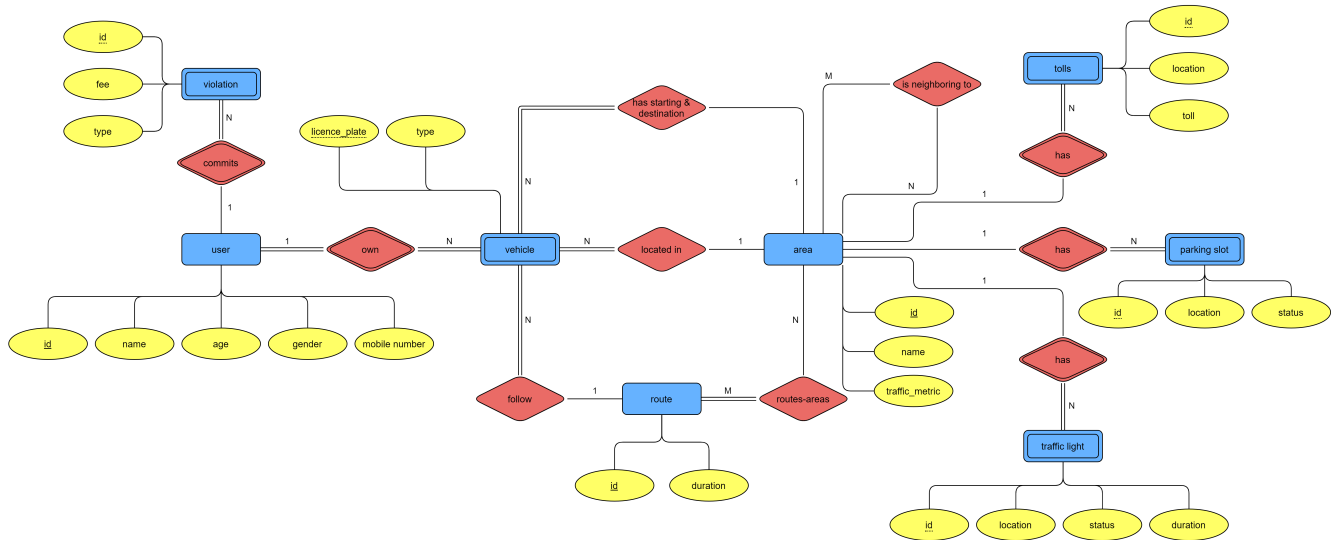 id
id
violation
tolls
location
fee
M
is neighboring to
toll
type
N
has starting &
destination
N
licence_plate
type
commits
has
N
1
N
1
1
user
1
own
N
vehicle
N
located in
1
area
1
has
N
parking slot
1
id
location
status
id
N
N
id
name
age
gender
mobile number
name
has
follow
1
route
M
routes-areas
traffic_metric
N
traffic light
id
duration
id
location
status
duration